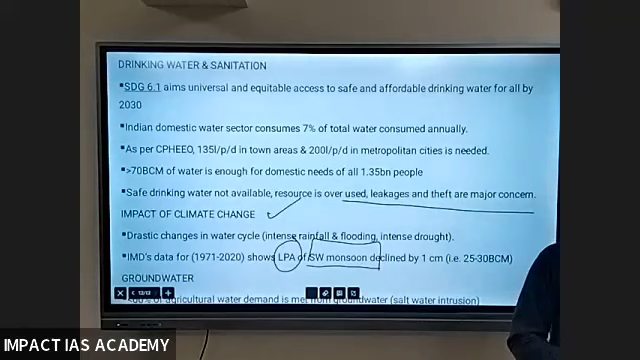 DRINKING WATER & SANITATION
▪SDG 6.1 aims universal and equitable access to safe and affordable drinking water for all by
2030
▪Indian domestic water sector consumes 7% of total water consumed annually.
▪As per CPHEEO, 135l/p/d in town areas & 200l/p/d in metropolitan cities is needed.
▪>70BCM of water is enough for domestic needs of all 1.35bn people
▪Safe drinking water not available, resource is over used, leakages and theft are major concern.
IMPACT OF CLIMATE CHANGE
▪Drastic changes in water cycle (intense rainfall & flooding, intense drought).
▪IMD's data for (1971-2020) shows LPA of SW monsoon declined by 1 cm (i.e. 25-30BCM)
GROUNDWATER
agricultural water demand is met from groundwater (salt water intrusion)
12/13
IMPACT IAS ACADEMY